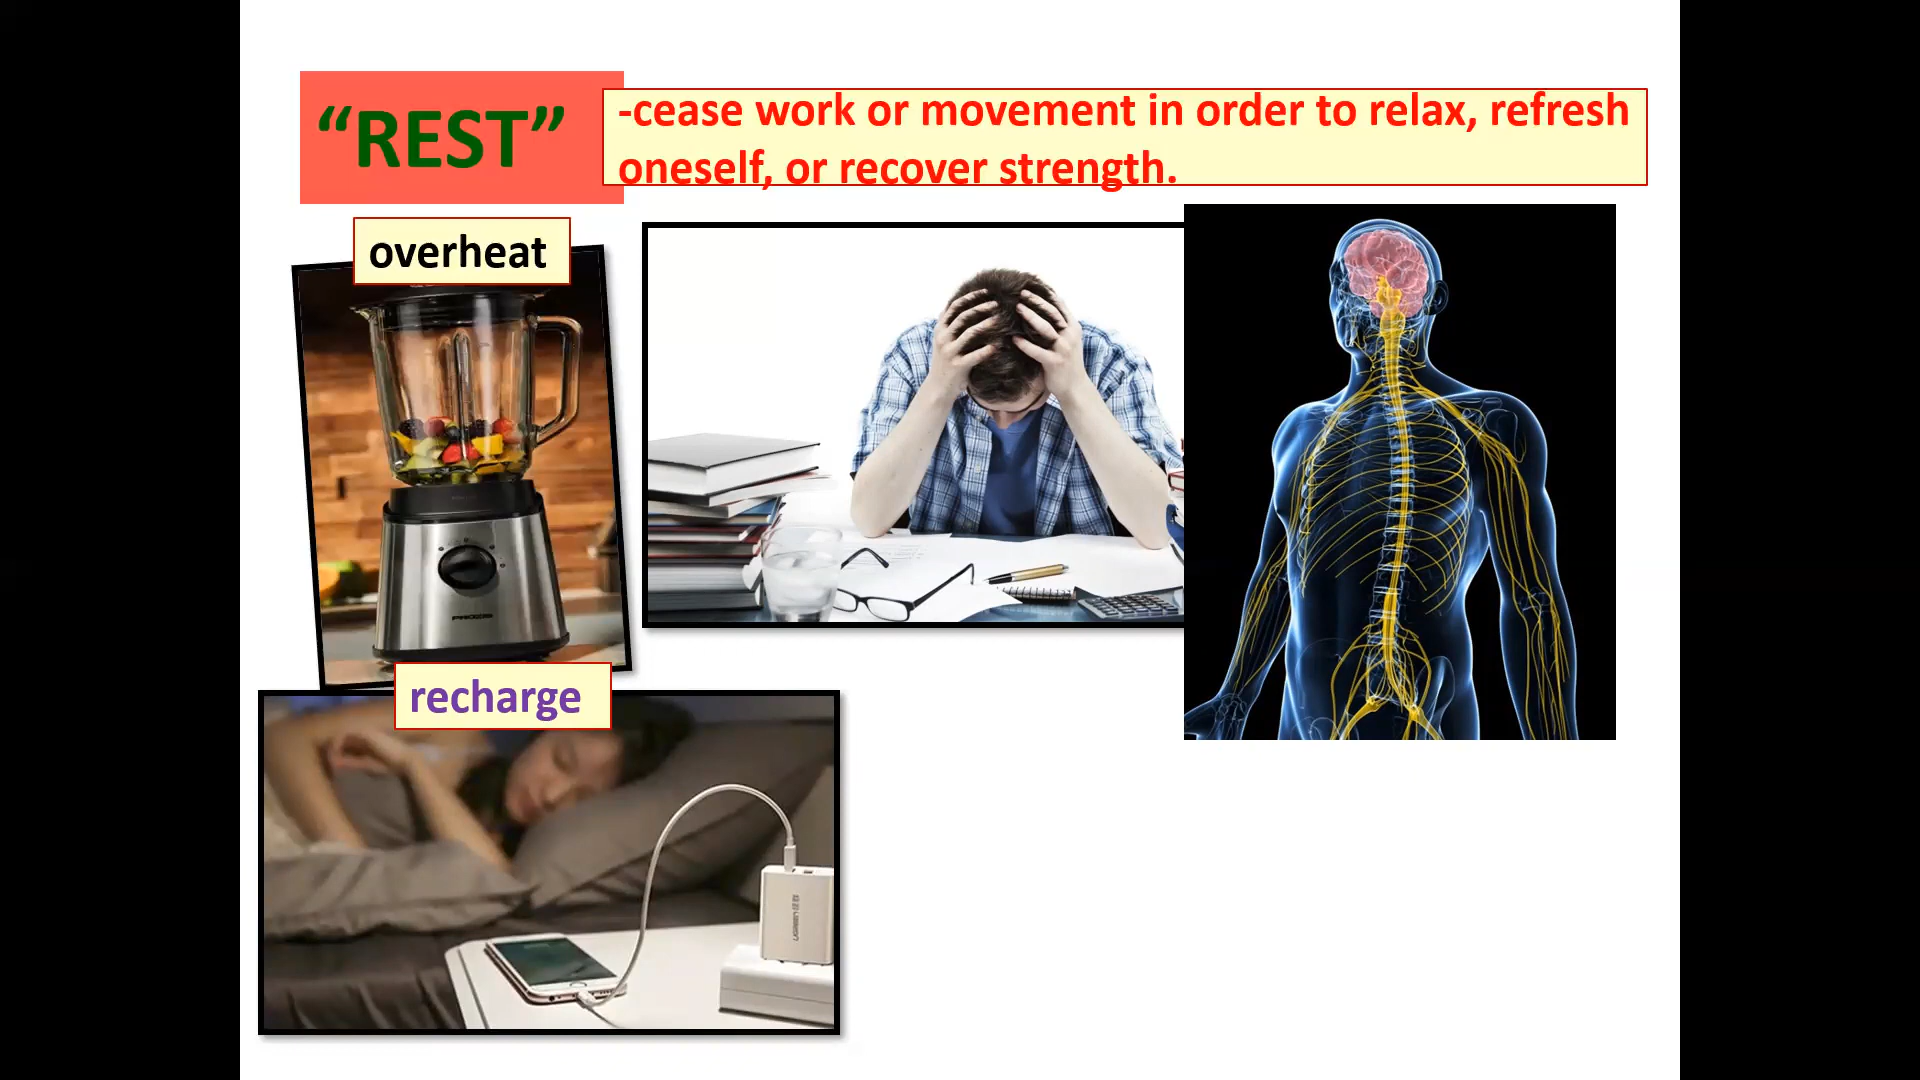 “REST”
-cease work or movement in order to relax, refresh
oneself, or recover strength.
overheat
recharge